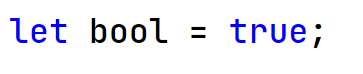 let bool = true;